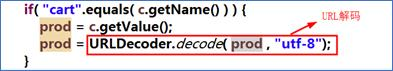 if( "cart".equals( c.getName() ) ) {
URL解码
prod = c.getValue();
prod = URLDecoder.decode( prod , "utf-8");
}